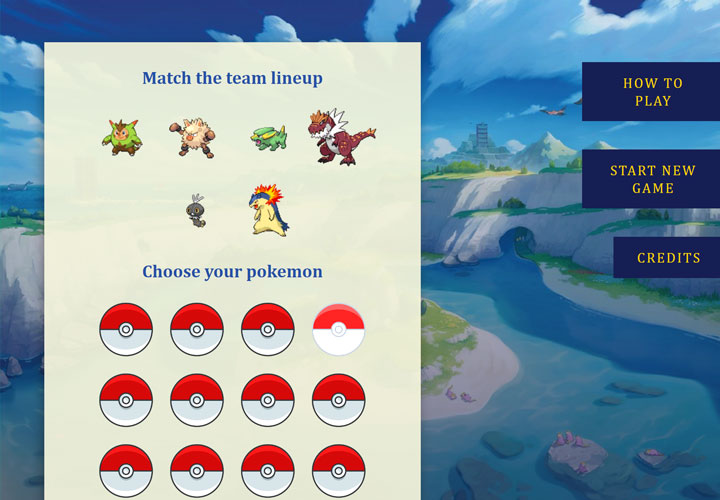 Match the team lineup
HOW TO
PLAY
START NEW
GAME
CREDITS
Choose your pokemon